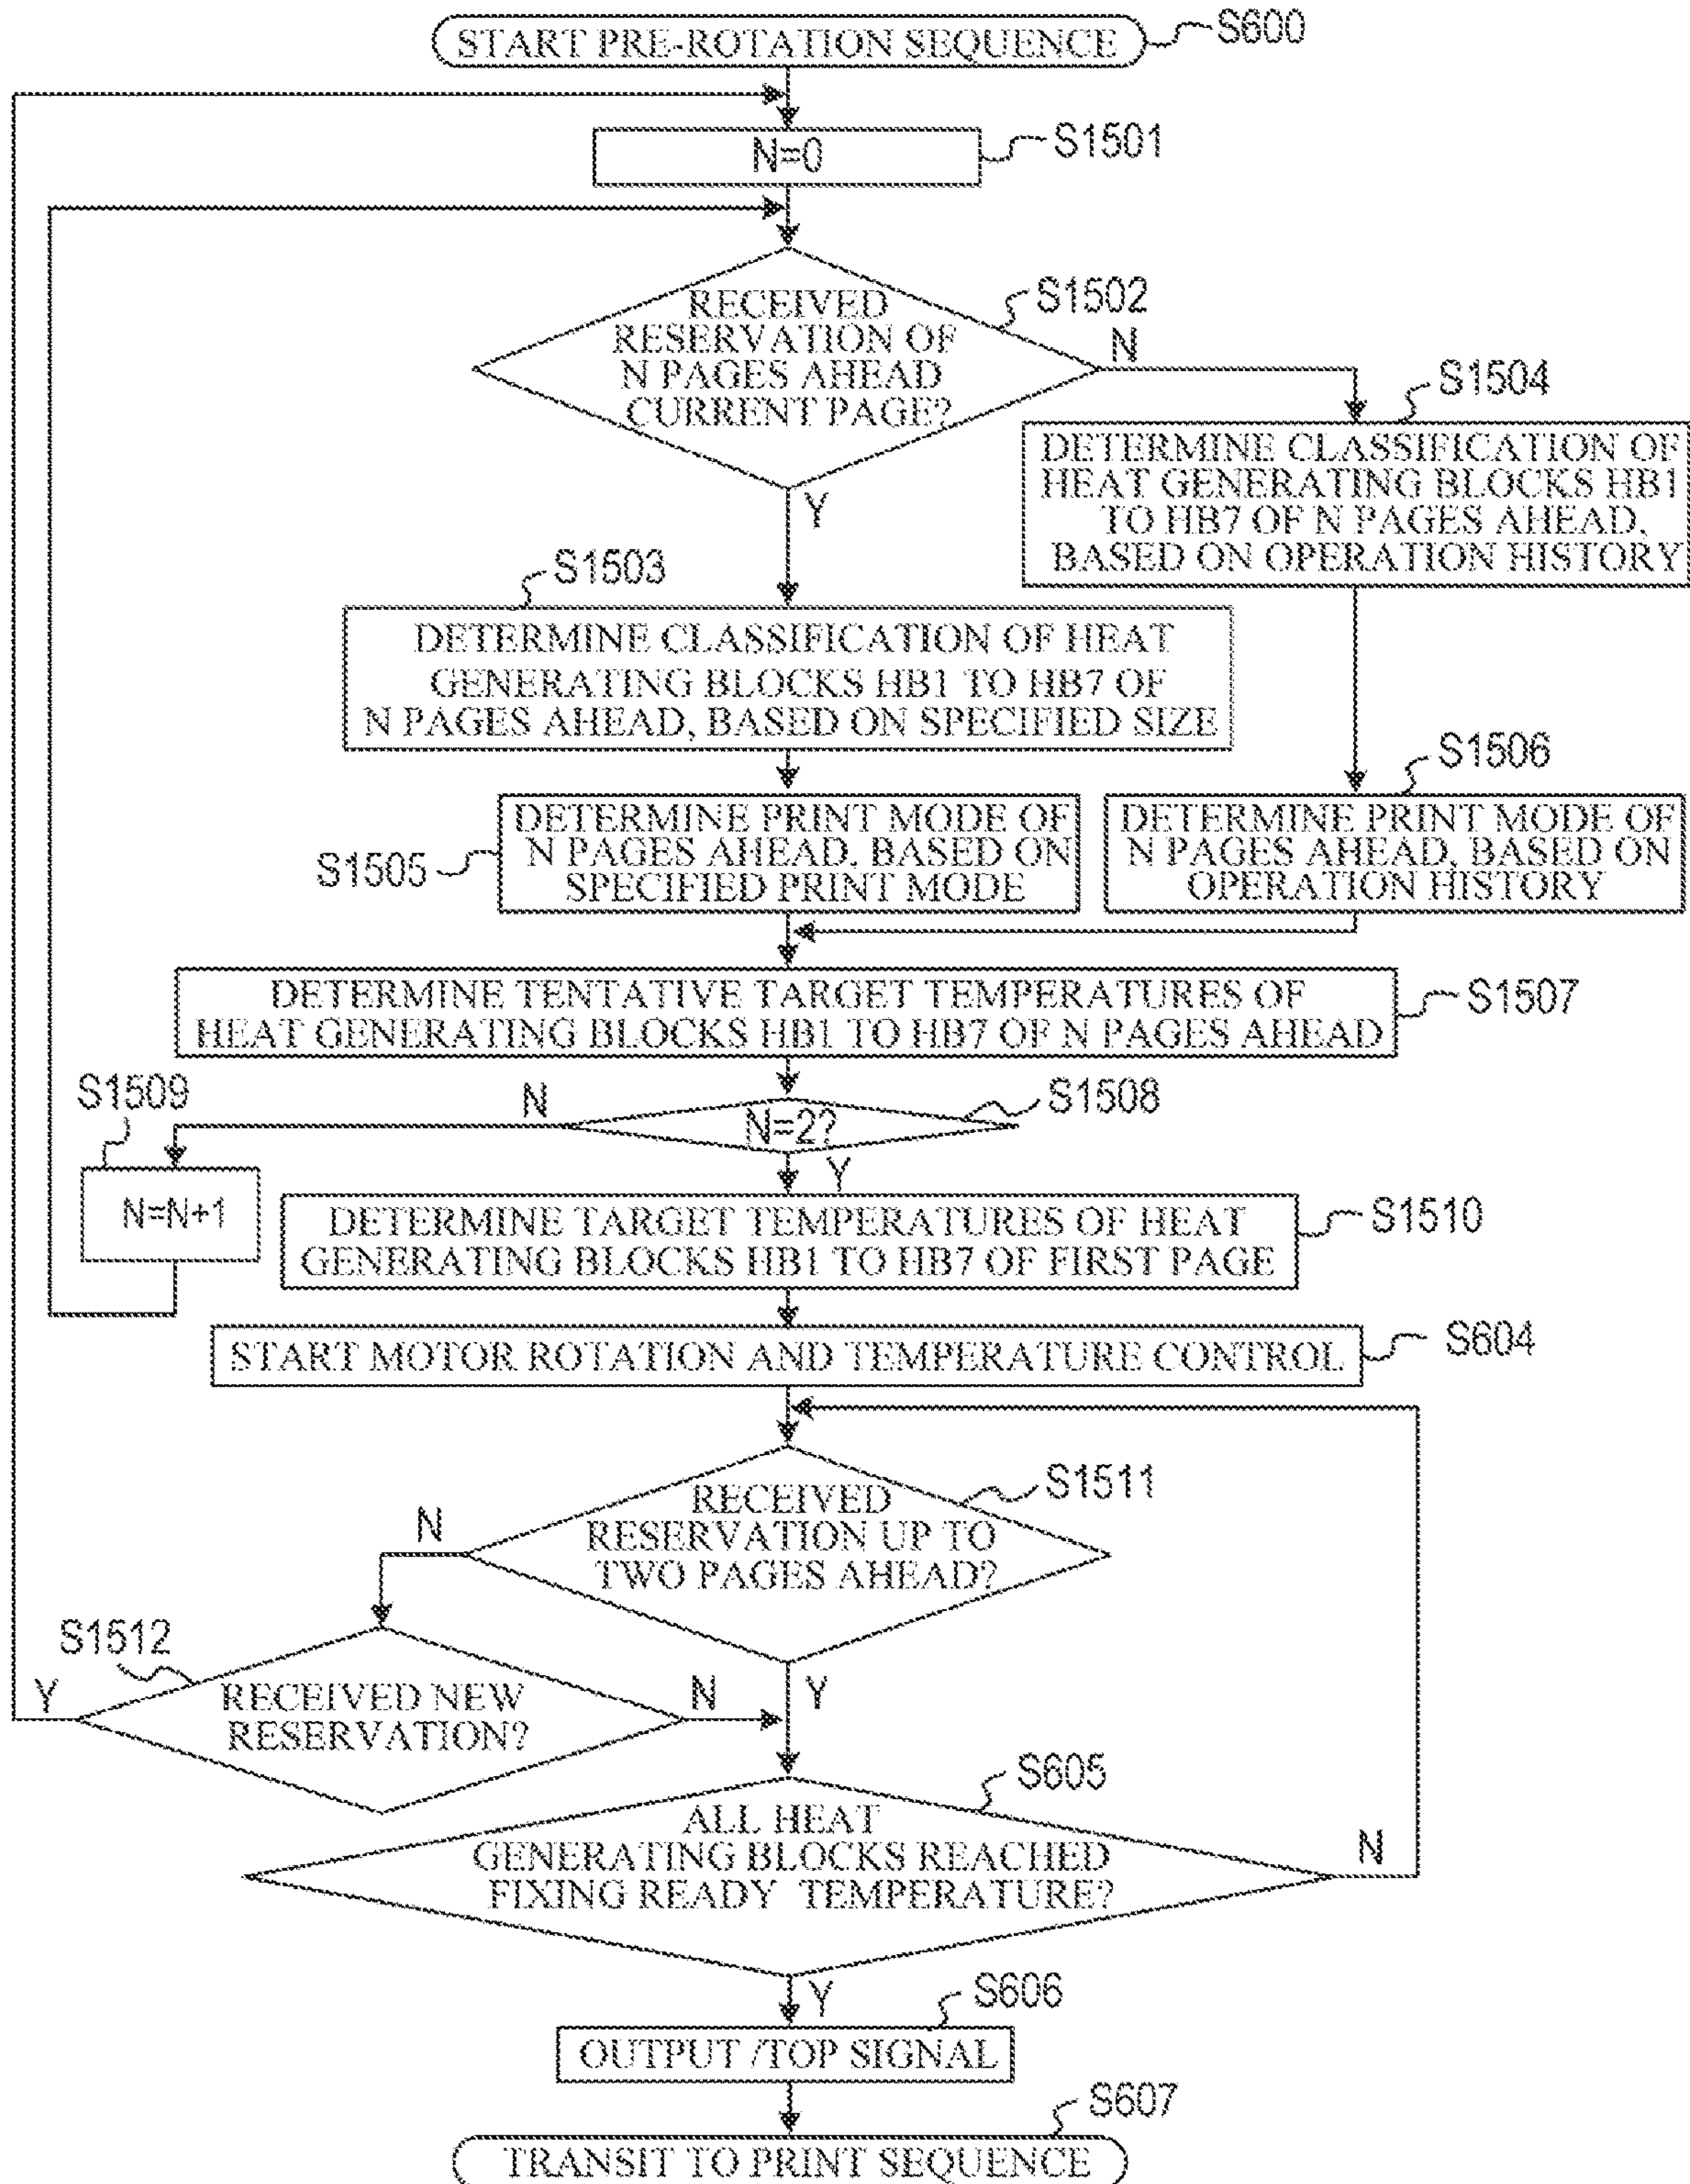 START PRE-ROTATION SEQUENCE
S600
N=0
S1501
RECEIVED
RESERVATION OF
N PAGES AHEAD
CURRENT PAGE?
S1502
N
Y
S1504
DETERMINE CLASSIFICATION OF
HEAT GENERATING BLOCKS HB1
TO HB7 OF N PAGES AHEAD,
BASED ON OPERATION HISTORY
S1503
DETERMINE CLASSIFICATION OF HEAT
GENERATING BLOCKS HB1 TO HB7 OF
N PAGES AHEAD, BASED ON SPECIFIED SIZE
S1505
DETERMINE PRINT MODE OF
N PAGES AHEAD, BASED ON
SPECIFIED PRINT MODE
S1506
DETERMINE PRINT MODE OF
N PAGES AHEAD, BASED ON
OPERATION HISTORY
DETERMINE TENTATIVE TARGET TEMPERATURES OF
HEAT GENERATING BLOCKS HB1 TO HB7 OF N PAGES AHEAD
S1507
S1509
N
N=2?
S1508
Y
N=N+1
DETERMINE TARGET TEMPERATURES OF HEAT
GENERATING BLOCKS HB1 TO HB7 OF FIRST PAGE
S1510
START MOTOR ROTATION AND TEMPERATURE CONTROL
S604
RECEIVED
RESERVATION UP TO
TWO PAGES AHEAD?
S1511
N
Y
S1512
Y
RECEIVED NEW
RESERVATION?
N
ALL HEAT
GENERATING BLOCKS REACHED
FIXING READY TEMPERATURE?
S605
N
Y
OUTPUT /TOP SIGNAL
S606
TRANSIT TO PRINT SEQUENCE
S607